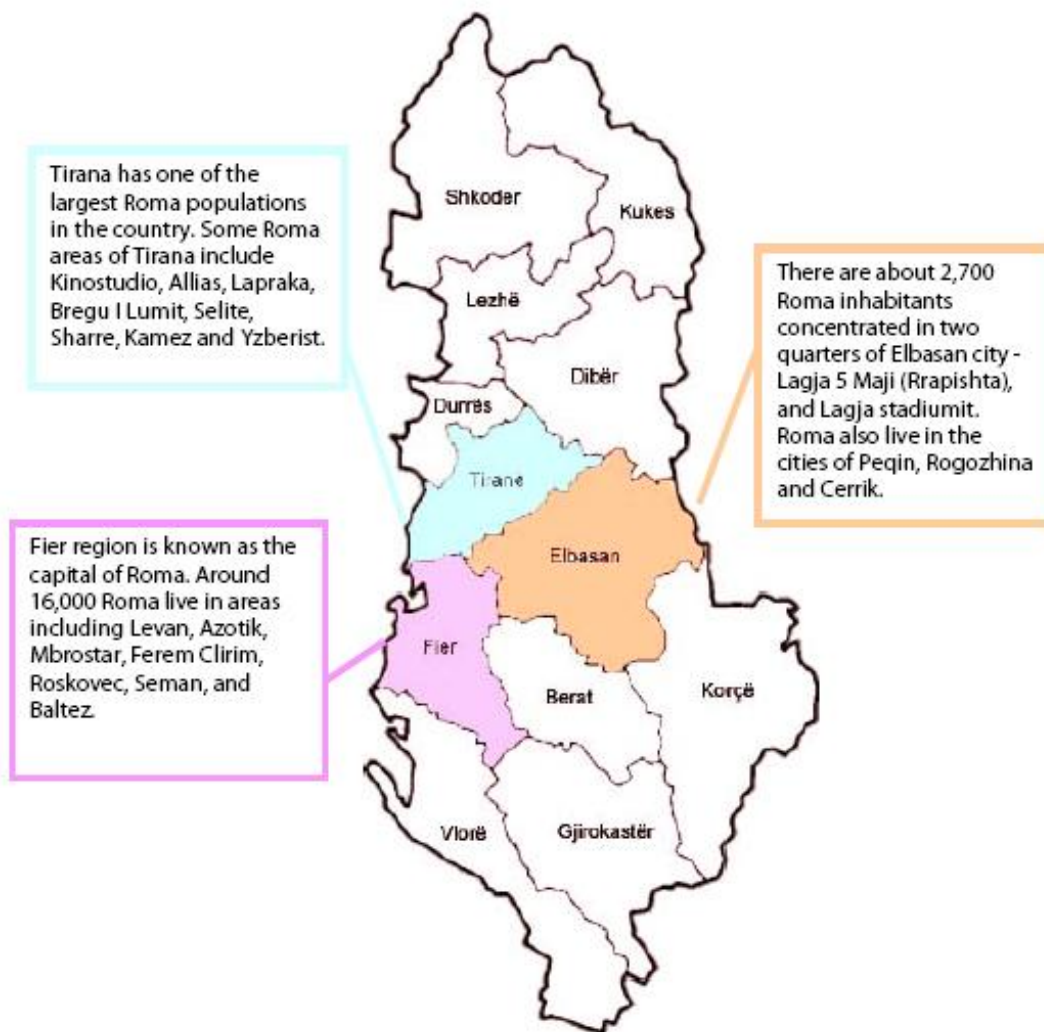 Tirana has one of the
largest Roma populations
in the country. Some Roma
areas of Tirana include
Kinostudio, Allias, Lapraka,
Bregu I Lumit, Selite,
Sharre, Kamez and Yzberist.
Fier region is known as the
capital of Roma. Around
16,000 Roma live in areas
including Levan, Azotik,
Mbrostar, Ferem Clirim,
Roskovec, Seman, and
Baltez.
Shkoder
Kukes
Lezhë
Dibër
Durrës
Tirane
Elbasan
Fier
Berat
Korçë
Vlorë
Gjirokastër
There are about 2,700
Roma inhabitants
concentrated in two
quarters of Elbasan city -
Lagja 5 Maji (Rrapishta),
and Lagja stadiumit.
Roma also live in the
cities of Peqin, Rogozhina
and Cerrik.